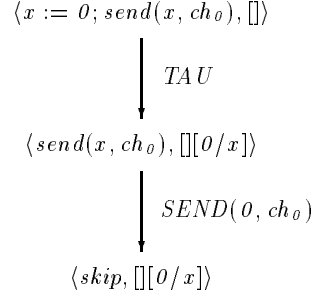 ⟨x := 0; send(x, ch₀), []⟩
TAU
⟨send(x, ch₀), [][0/x]⟩
SEND(0, ch₀)
⟨skip, [][0/x]⟩